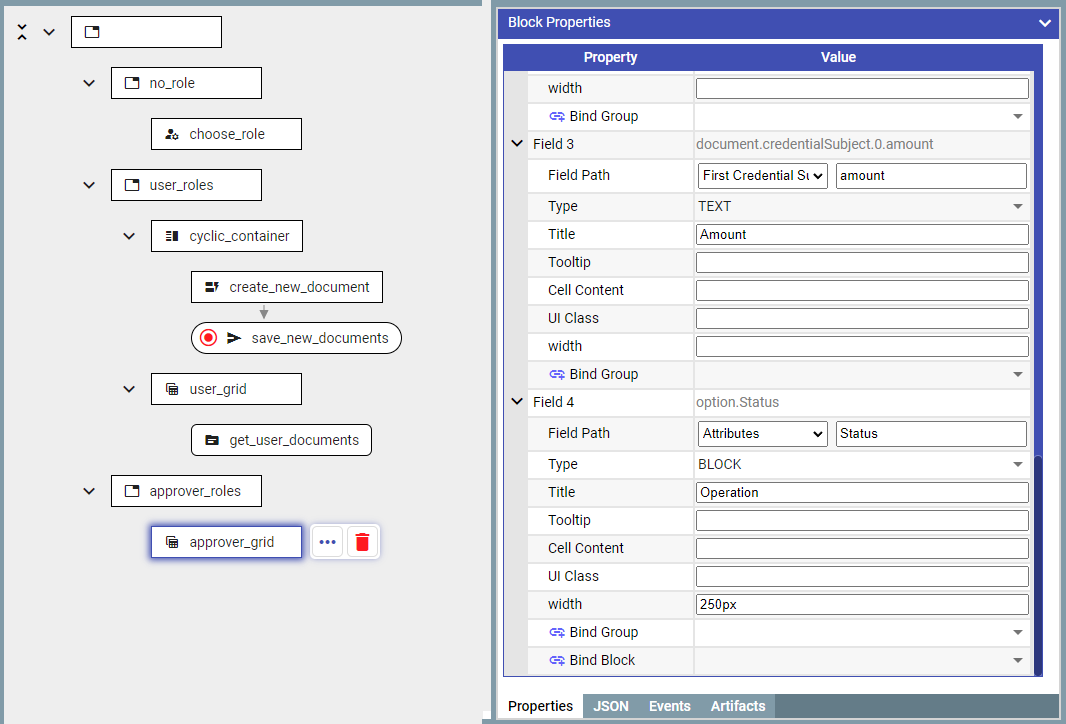 no_role
choose_role
user_roles
cyclic_container
create_new_document
save_new_documents
user_grid
get_user_documents
approver_roles
approver_grid
Block Properties
Property Value
width
Bind Group
Field 3 document.credentialSubject.0.amount
Field Path First Credential Su amount
Type TEXT
Title Amount
Tooltip
Cell Content
UI Class
width
Bind Group
Field 4 option.Status
Field Path Attributes Status
Type BLOCK
Title Operation
Tooltip
Cell Content
UI Class
width 250px
Bind Group
Bind Block
Properties JSON Events Artifacts